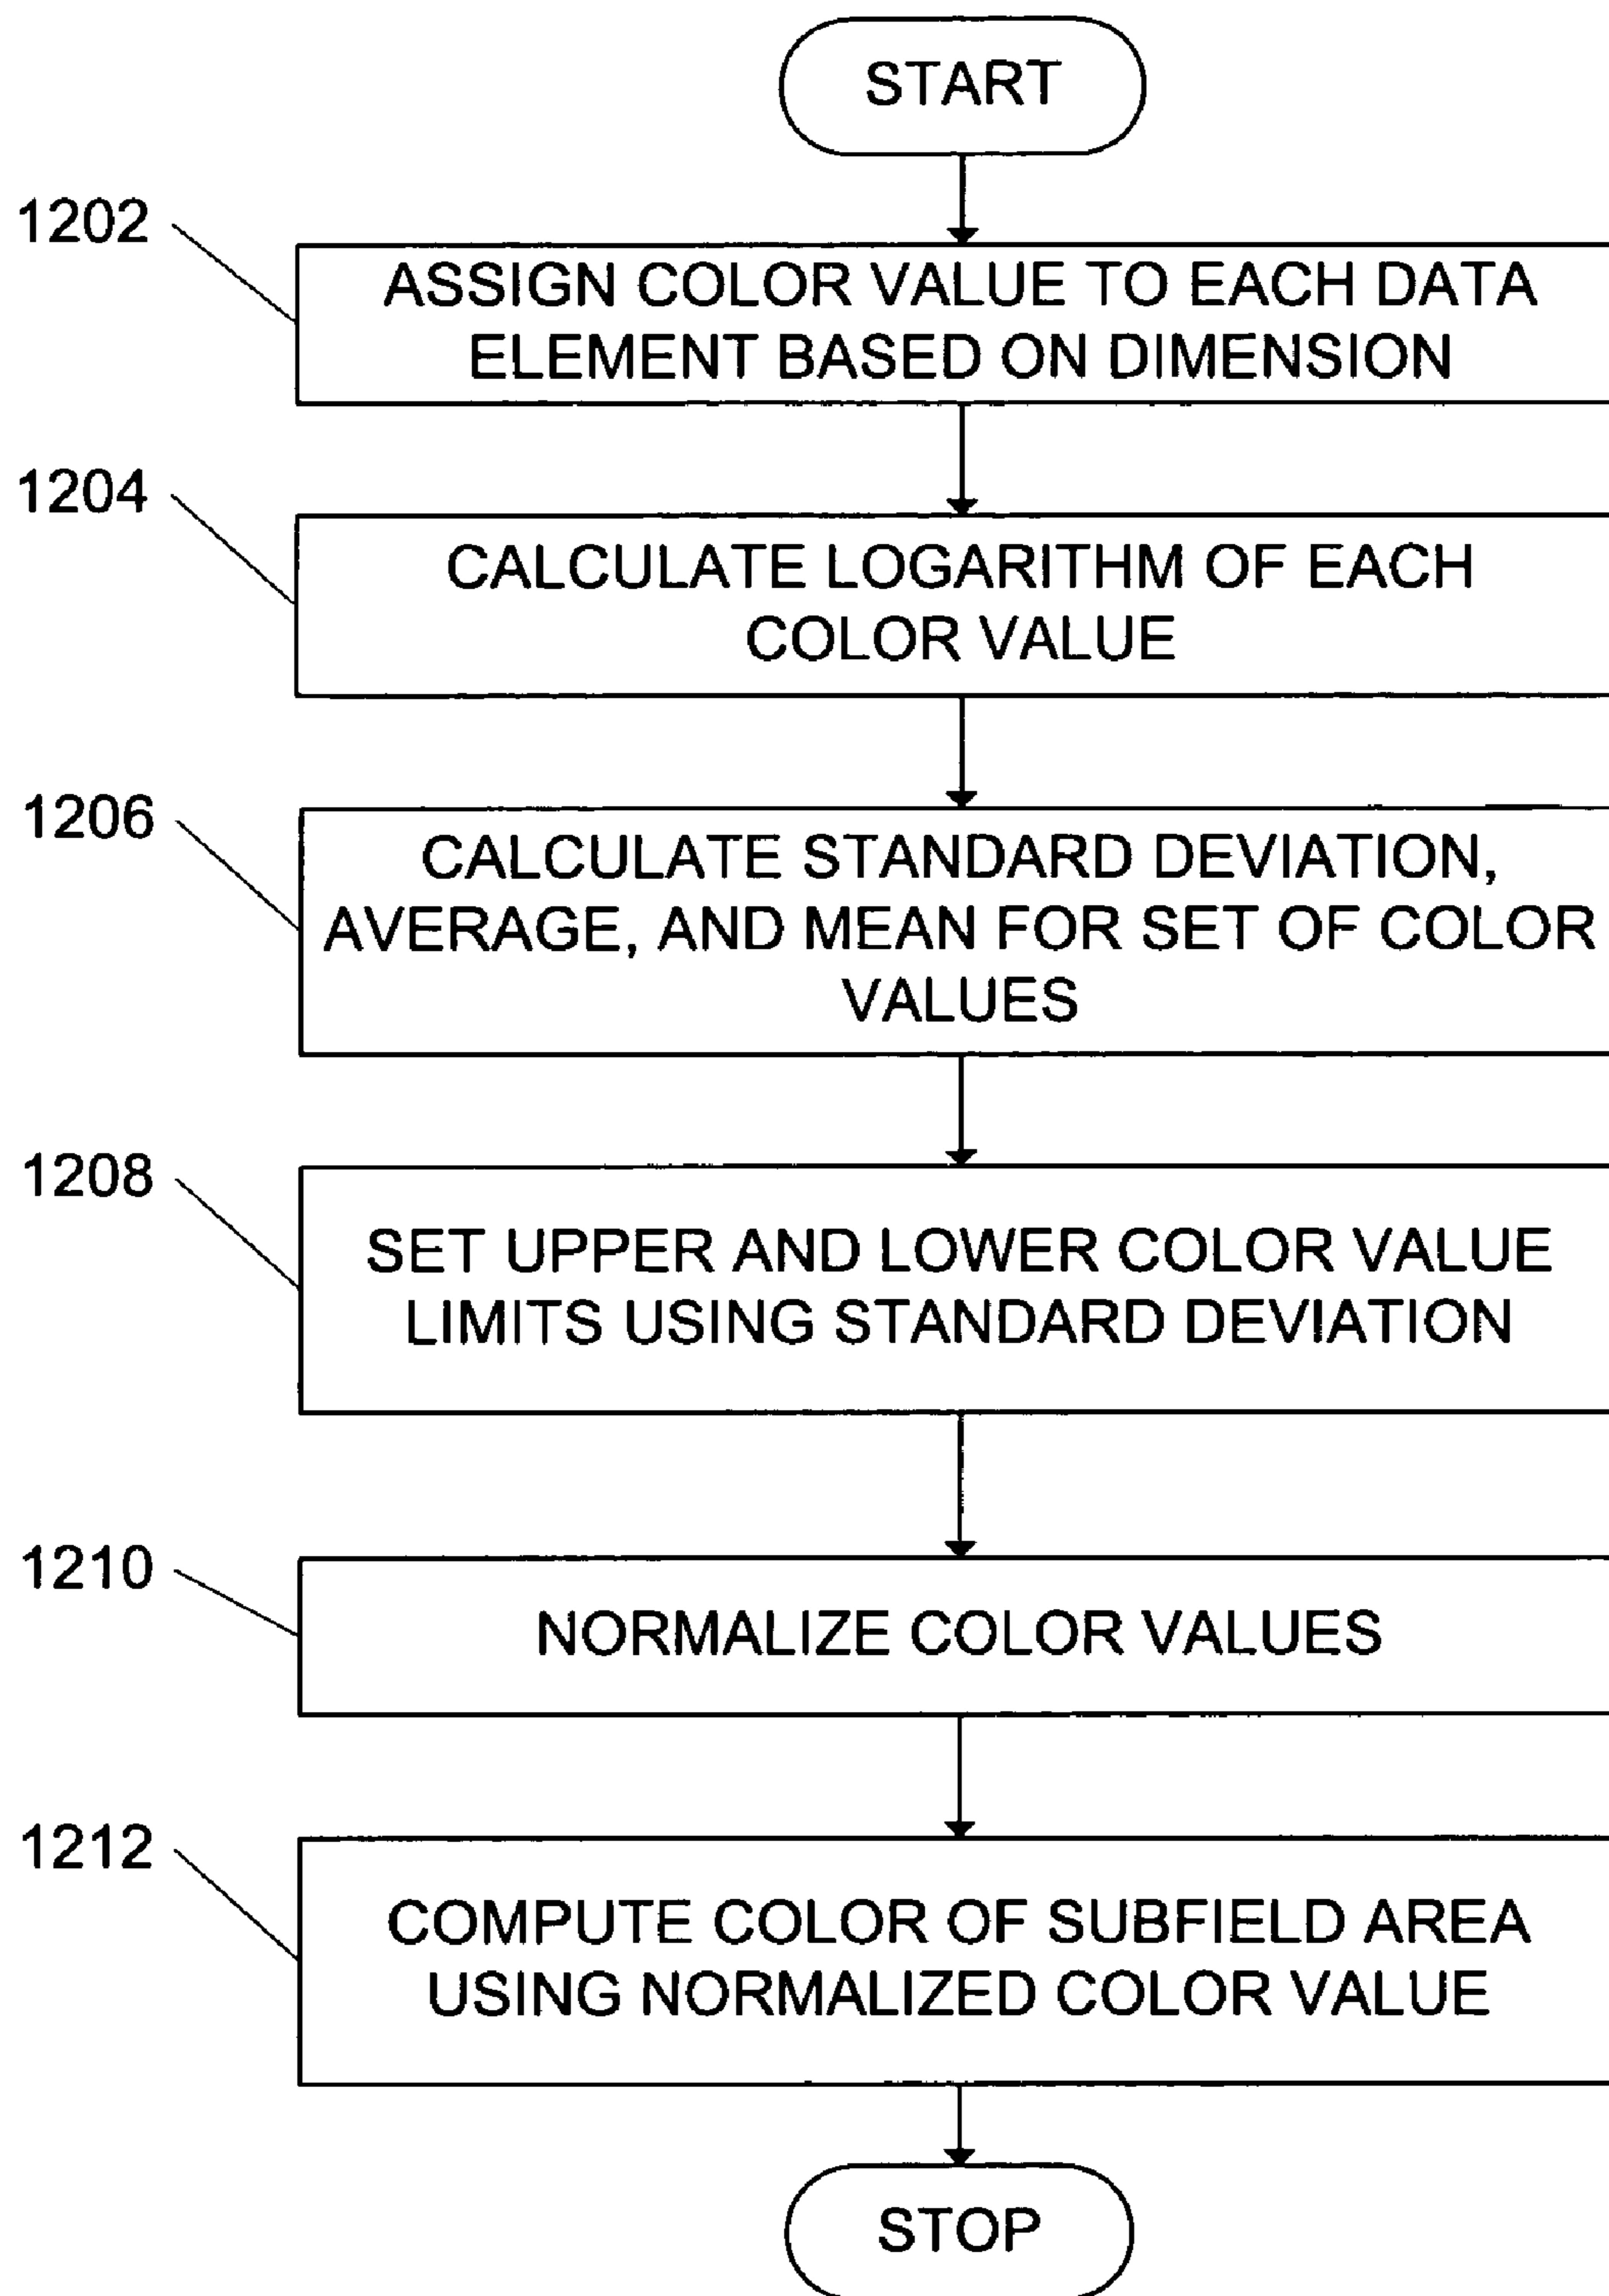 START
1202
ASSIGN COLOR VALUE TO EACH DATA
ELEMENT BASED ON DIMENSION
1204
CALCULATE LOGARITHM OF EACH
COLOR VALUE
1206
CALCULATE STANDARD DEVIATION,
AVERAGE, AND MEAN FOR SET OF COLOR
VALUES
1208
SET UPPER AND LOWER COLOR VALUE
LIMITS USING STANDARD DEVIATION
1210
NORMALIZE COLOR VALUES
1212
COMPUTE COLOR OF SUBFIELD AREA
USING NORMALIZED COLOR VALUE
STOP